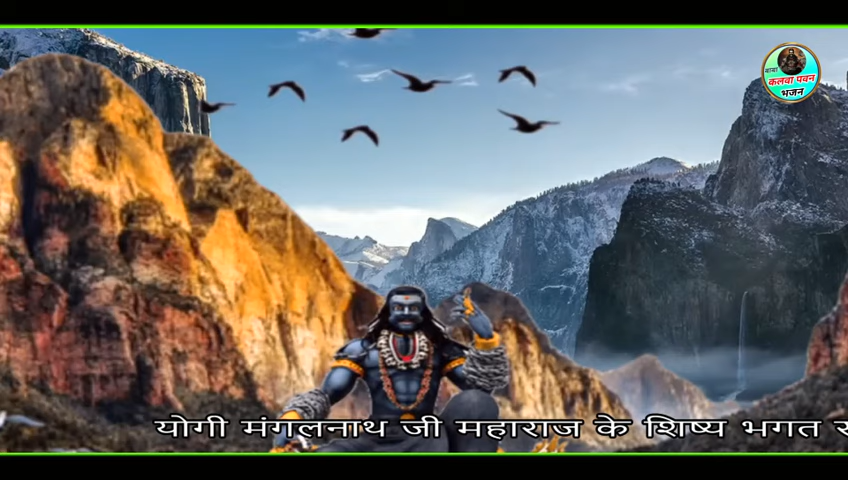 बाबा
कलवा पवन
भजन
योगी मंगलनाथ जी महाराज के शिष्य भगत